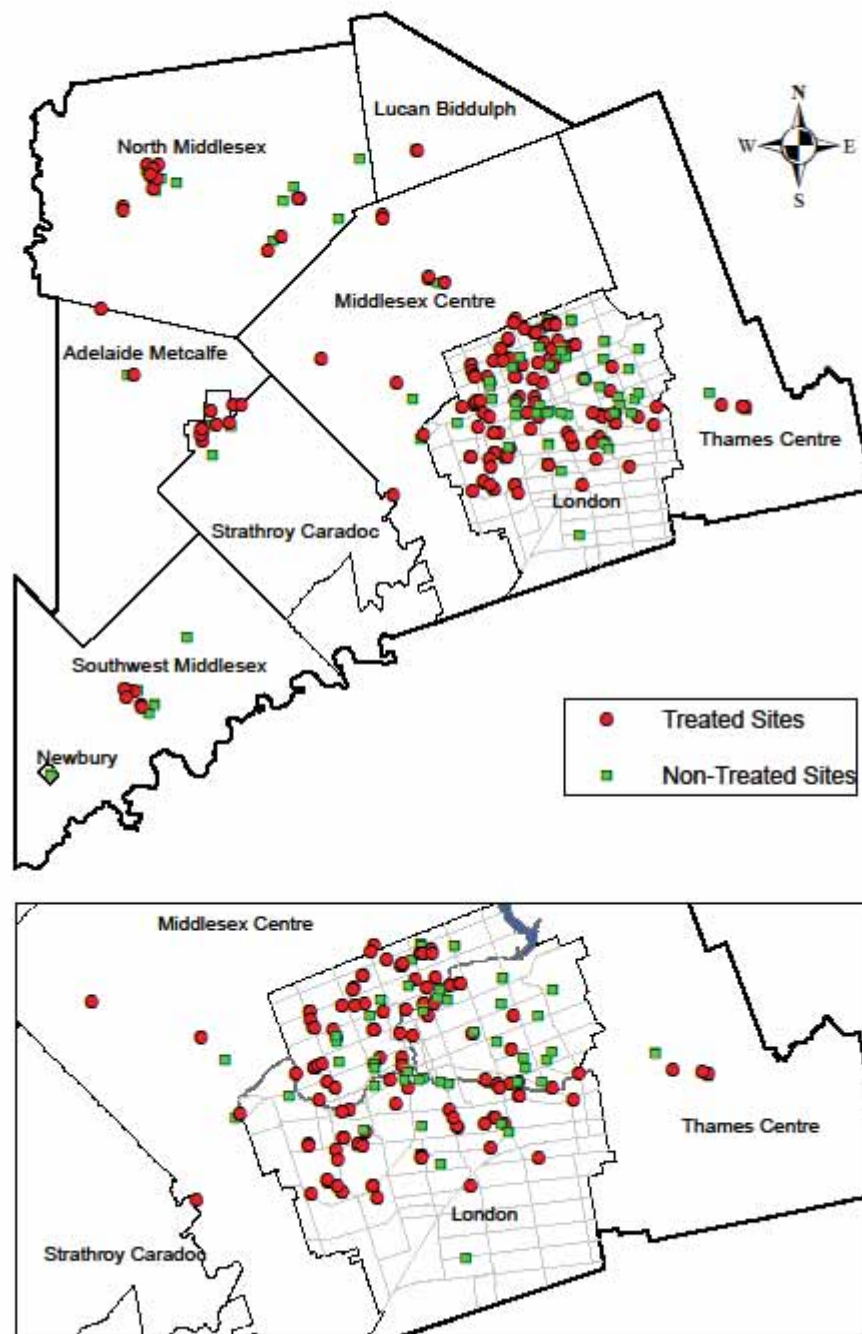 Lucan Biddulph
North Middlesex
N
W E
S
Middlesex Centre
Adelaide Metcalfe
Thames Centre
London
Strathroy Caradoc
Southwest Middlesex
Newbury
Treated Sites
Non-Treated Sites
Middlesex Centre
Thames Centre
London
Strathroy Caradoc